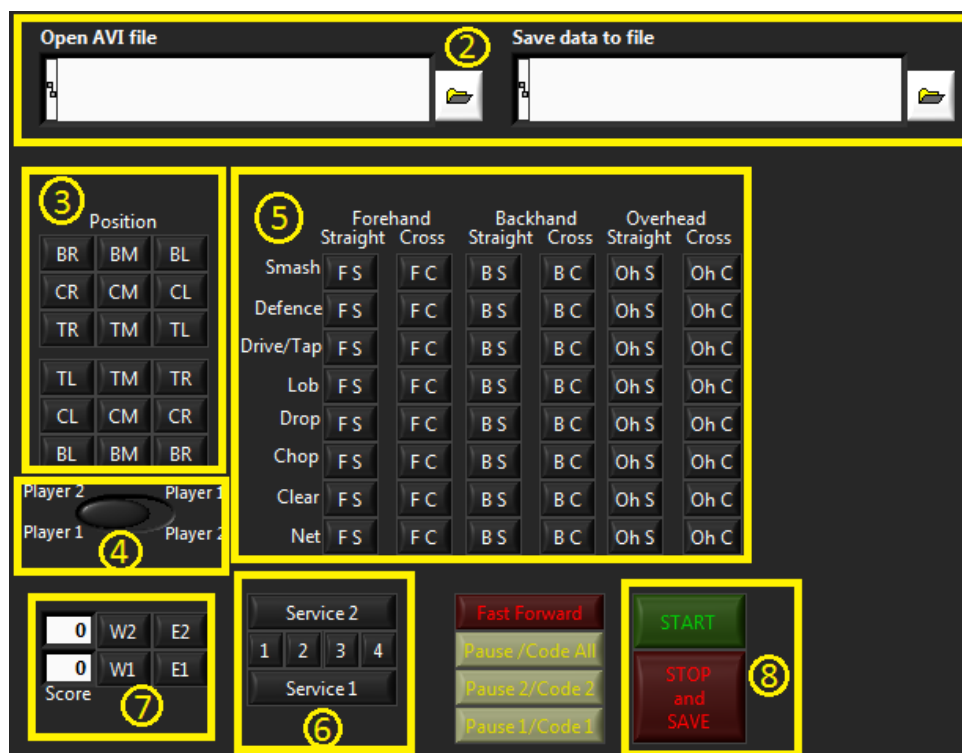 Open AVI file
2
Save data to file
3
Position
BR BM BL
CR CM CL
TR TM TL
TL TM TR
CL CM CR
BL BM BR
5
Forehand Backhand Overhead
Straight Cross Straight Cross Straight Cross
Smash F S F C B S B C Oh S Oh C
Defence F S F C B S B C Oh S Oh C
Drive/Tap F S F C B S B C Oh S Oh C
Lob F S F C B S B C Oh S Oh C
Drop F S F C B S B C Oh S Oh C
Chop F S F C B S B C Oh S Oh C
Clear F S F C B S B C Oh S Oh C
Net F S F C B S B C Oh S Oh C
Player 2 Player 1
Player 1 Player 2
4
0 W2 E2
0 W1 E1
Score
7
Service 2
1 2 3 4
Service 1
6
Fast Forward
Pause /Code All
Pause 2/Code 2
Pause 1/Code 1
START
STOP
and
SAVE
8